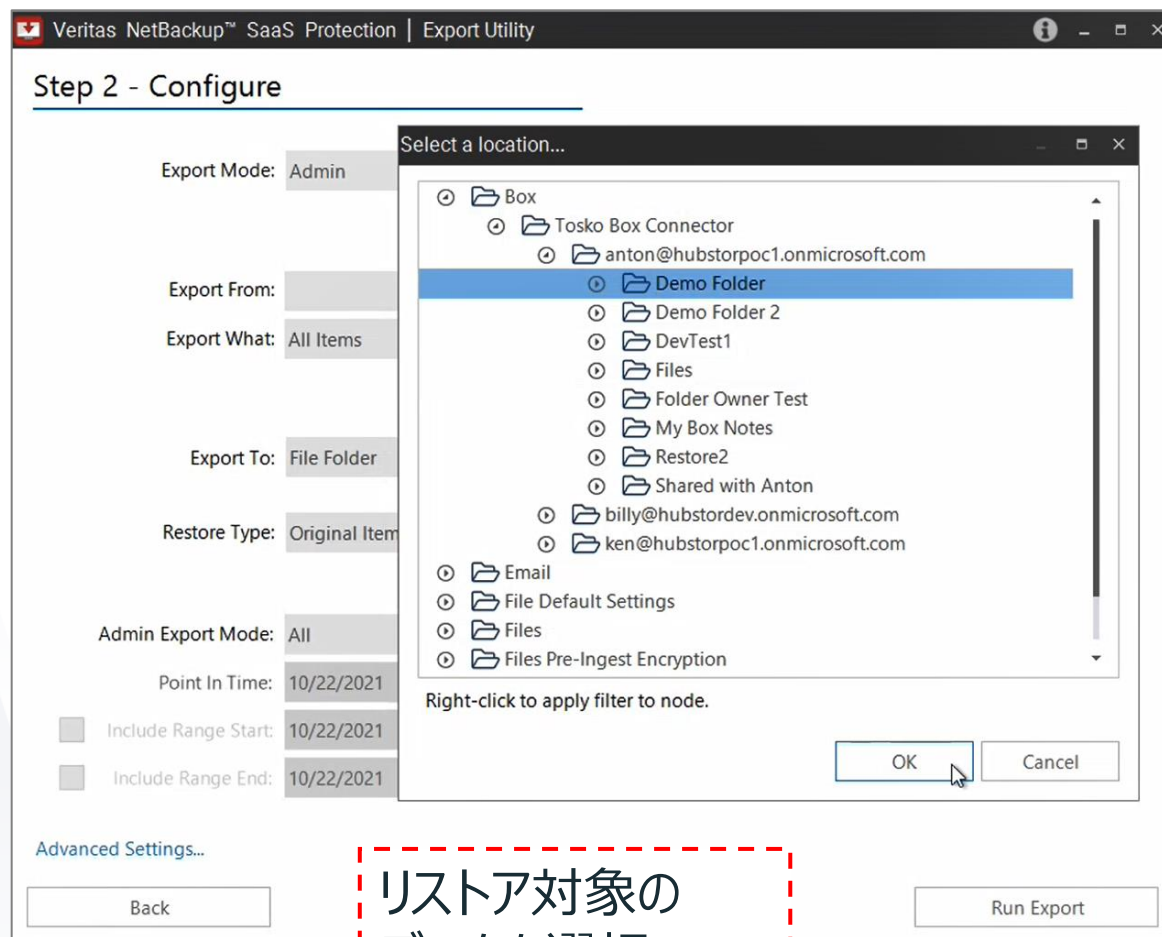 Veritas NetBackup™ SaaS Protection | Export Utility
Step 2 - Configure
Export Mode: Admin
Export From:
Export What: All Items
Export To: File Folder
Restore Type: Original Item
Admin Export Mode: All
Point In Time: 10/22/2021
Include Range Start: 10/22/2021
Include Range End: 10/22/2021
Select a location...
Box
Tosko Box Connector
anton@hubstorpoc1.onmicrosoft.com
Demo Folder
Demo Folder 2
DevTest1
Files
Folder Owner Test
My Box Notes
Restore2
Shared with Anton
billy@hubstordev.onmicrosoft.com
ken@hubstorpoc1.onmicrosoft.com
Email
File Default Settings
Files
Files Pre-Ingest Encryption
Right-click to apply filter to node.
OK
Cancel
Advanced Settings...
Back
Run Export
リストア対象の